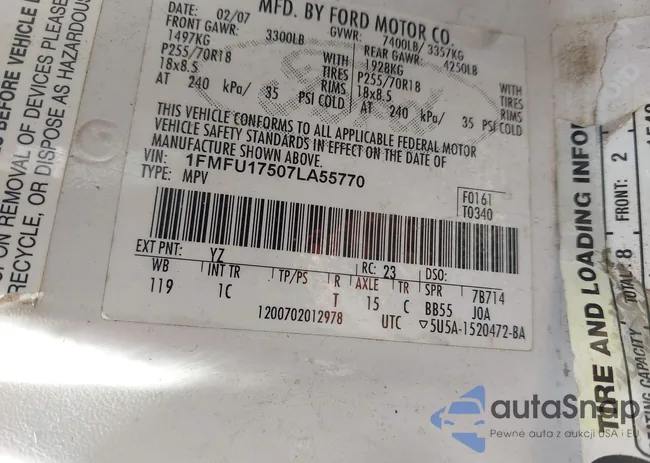 MFD. BY FORD MOTOR CO.
02/07 GVWR: 7400LB/ 3357KG
FRONT GAWR: 3300LB REAR GAWR: 4250LB
1497KG WITH 1928KG WITH
P255/70R18 TIRES P255/70R18 TIRES
18x8.5 RIMS 18x8.5 RIMS
AT 240 kPa/ 35 PSI COLD AT 240 kPa/ 35 PSI COLD
THIS VEHICLE CONFORMS TO ALL APPLICABLE FEDERAL MOTOR
VEHICLE SAFETY STANDARDS IN EFFECT ON THE DATE OF
MANUFACTURE SHOWN ABOVE.
VIN: 1FMFU17507LA55770
TYPE: MPV
F0161
T0340
EXT PNT: YZ RC: 23 DSO:
WB INT TR TP/PS R AXLE TR SPR 7B714
119 1C T 15 C BB55 JOA
1200702012978 UTC ▽5U5A-1520472-BA
BEFORE VEHICLE
ON REMOVAL OF DEVICES PLEASE
RECYCLE, OR DISPOSE AS HAZARDOUS
TIRE AND LOADING INFOR
TOTAL: 8 FRONT: 2
CAPACITY
autoSnap
Pewne auta z aukcji USA i EU